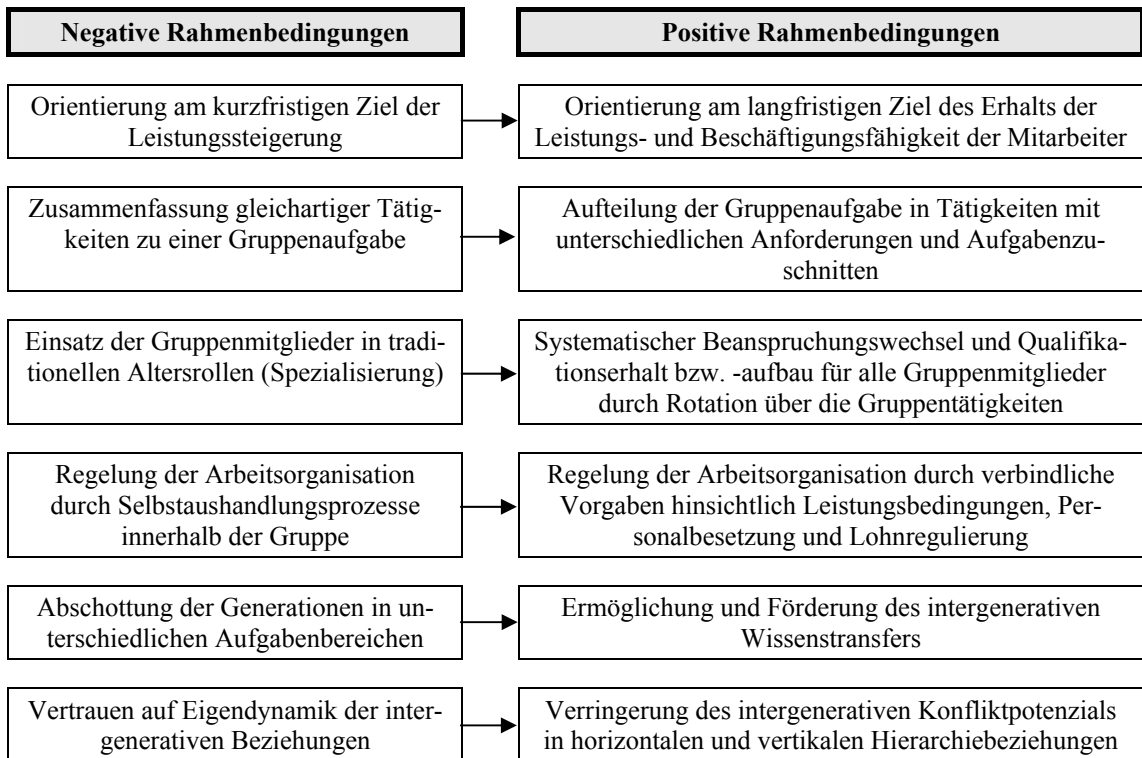 Negative Rahmenbedingungen
Positive Rahmenbedingungen
Orientierung am kurzfristigen Ziel der
Leistungssteigerung
Orientierung am langfristigen Ziel des Erhalts der
Leistungs- und Beschäftigungsfähigkeit der Mitarbeiter
Zusammenfassung gleichartiger Tätig-
keiten zu einer Gruppenaufgabe
Aufteilung der Gruppenaufgabe in Tätigkeiten mit
unterschiedlichen Anforderungen und Aufgabenzu-
schnitten
Einsatz der Gruppenmitglieder in tradi-
tionellen Altersrollen (Spezialisierung)
Systematischer Beanspruchungswechsel und Qualifika-
tionserhalt bzw. -aufbau für alle Gruppenmitglieder
durch Rotation über die Gruppentätigkeiten
Regelung der Arbeitsorganisation
durch Selbstaushandlungsprozesse
innerhalb der Gruppe
Regelung der Arbeitsorganisation durch verbindliche
Vorgaben hinsichtlich Leistungsbedingungen, Per-
sonalbesetzung und Lohnregulierung
Abschottung der Generationen in un-
terschiedlichen Aufgabenbereichen
Ermöglichung und Förderung des intergenerativen
Wissenstransfers
Vertrauen auf Eigendynamik der inter-
generativen Beziehungen
Verringerung des intergenerativen Konfliktpotenzials
in horizontalen und vertikalen Hierarchiebeziehungen